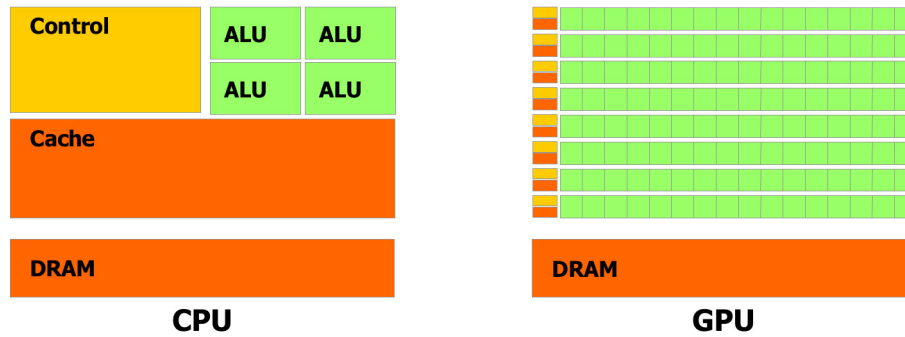 Control
ALU ALU
ALU ALU
Cache
DRAM
CPU
DRAM
GPU